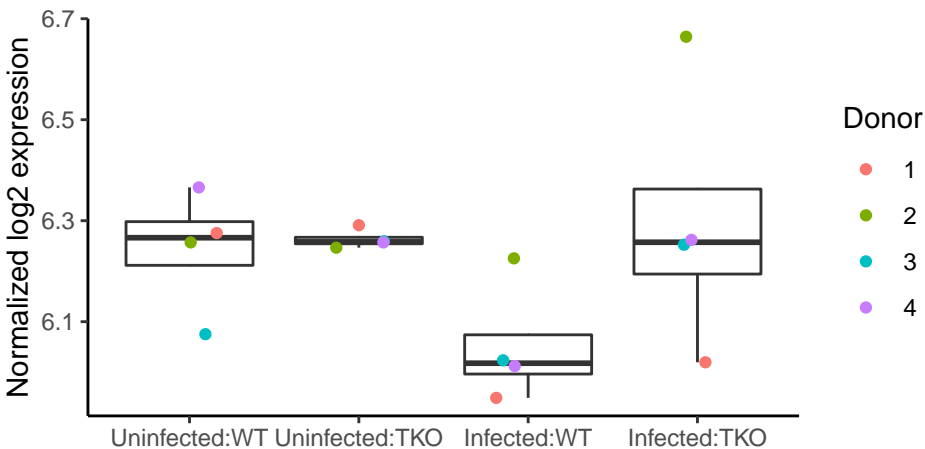 Normalized log2 expression
6.7
6.5
6.3
6.1
Uninfected:WT
Uninfected:TKO
Infected:WT
Infected:TKO
Donor
1
2
3
4